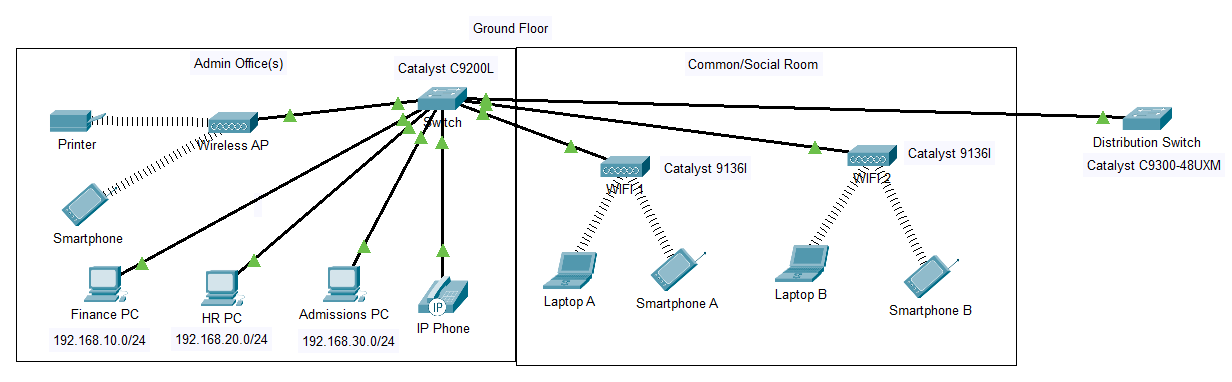 Ground Floor
Admin Office(s)
Catalyst C9200L
Common/Social Room
Switch
Printer
Wireless AP
Distribution Switch
Catalyst C9300-48UXM
Catalyst 9136I
WIFI 1
Catalyst 9136I
WIFI 2
Smartphone
Laptop A
Smartphone A
Laptop B
Smartphone B
Finance PC
192.168.10.0/24
HR PC
192.168.20.0/24
Admissions PC
192.168.30.0/24
IP
IP Phone